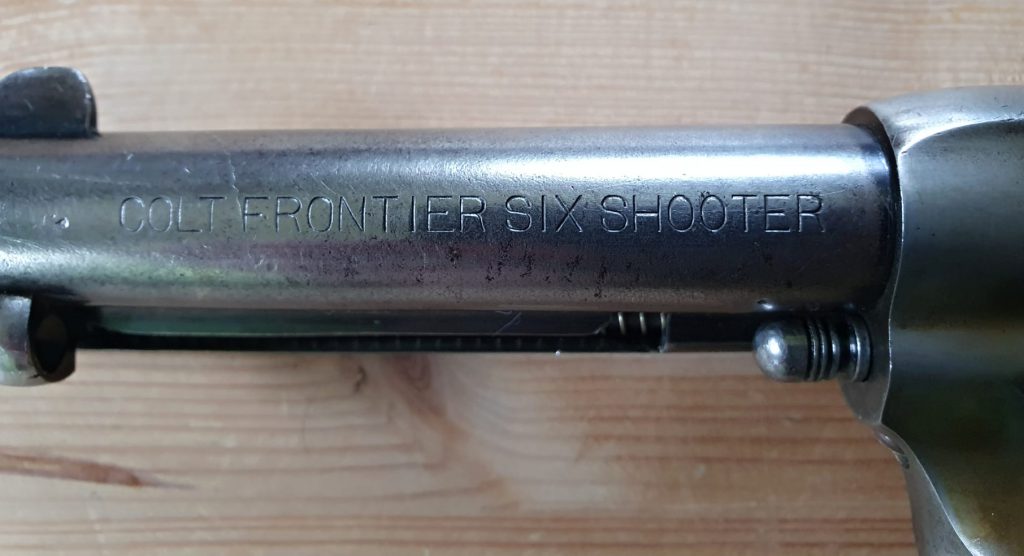 COLT FRONTIER SIX SHOOTER